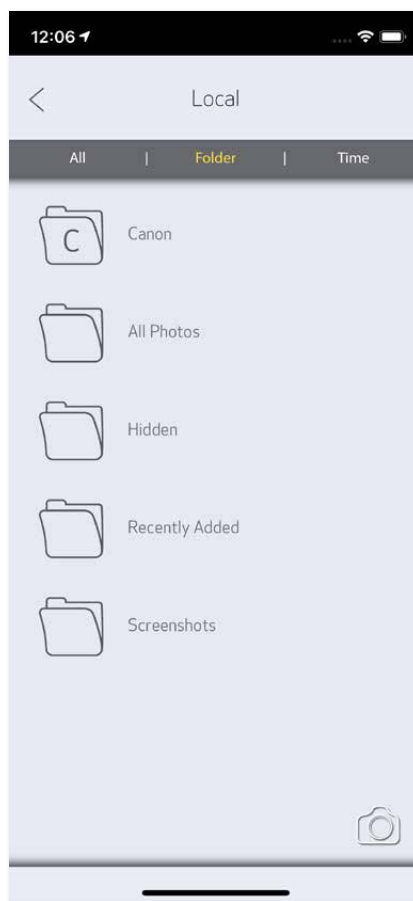 12:06
Local
All | Folder | Time
C Canon
All Photos
Hidden
Recently Added
Screenshots